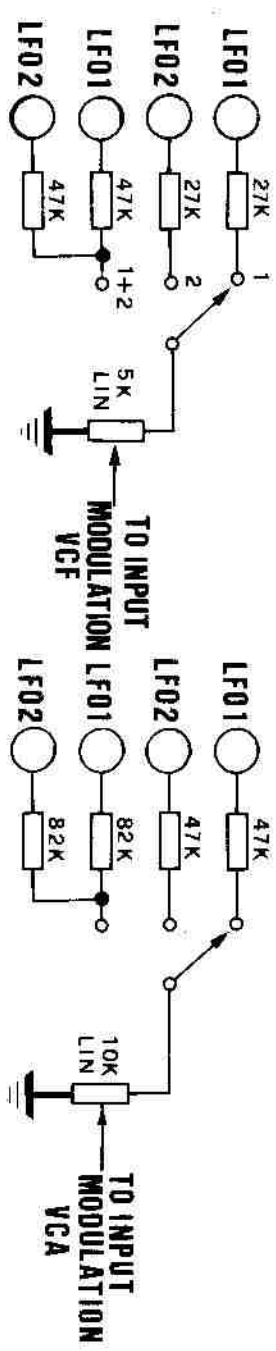 LFO1
27K
1
LFO2
27K
2
LFO1
47K
1+2
LFO2
47K
5K
LIN
TO INPUT
MODULATION
VCF
LFO1
47K
LFO2
47K
LFO1
82K
LFO2
82K
10K
LIN
TO INPUT
MODULATION
VCA